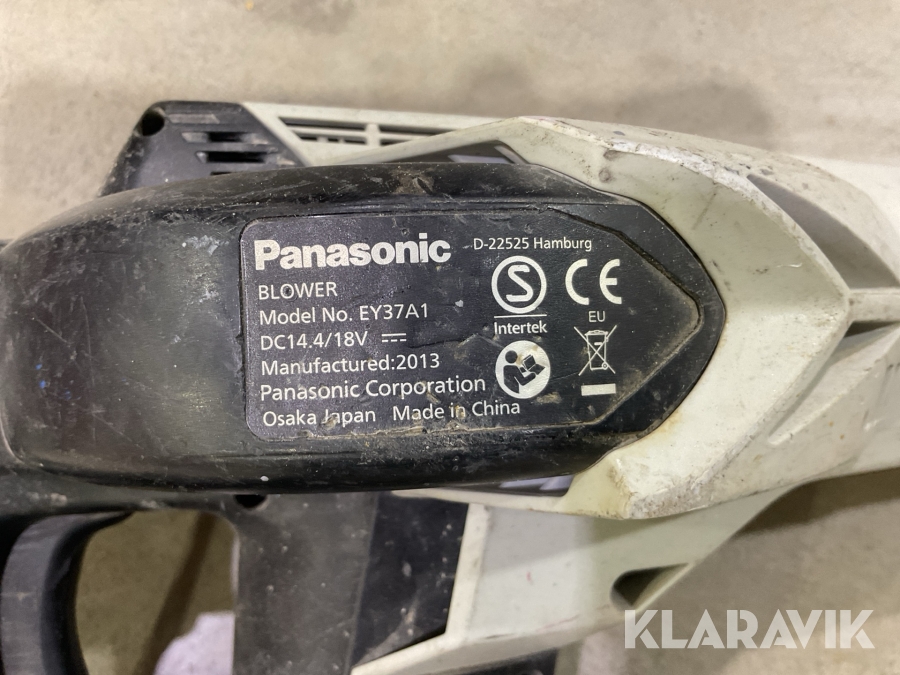 Panasonic D-22525 Hamburg
BLOWER
Model No. EY37A1
DC14.4/18V
Manufactured:2013
Panasonic Corporation
Osaka Japan Made in China
S
Intertek
CE
EU
KLARAVIK